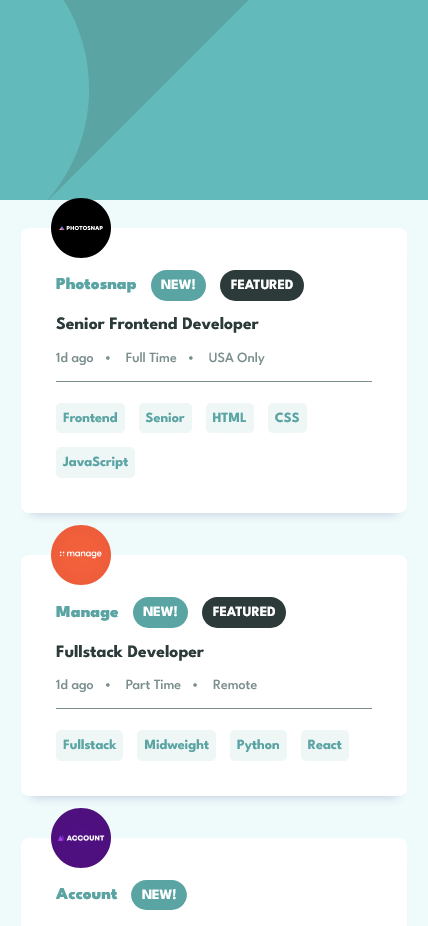 PHOTOSNAP
Photosnap NEW! FEATURED
Senior Frontend Developer
1d ago • Full Time • USA Only
Frontend Senior HTML CSS
JavaScript
:: manage
Manage NEW! FEATURED
Fullstack Developer
1d ago • Part Time • Remote
Fullstack Midweight Python React
ACCOUNT
Account NEW!